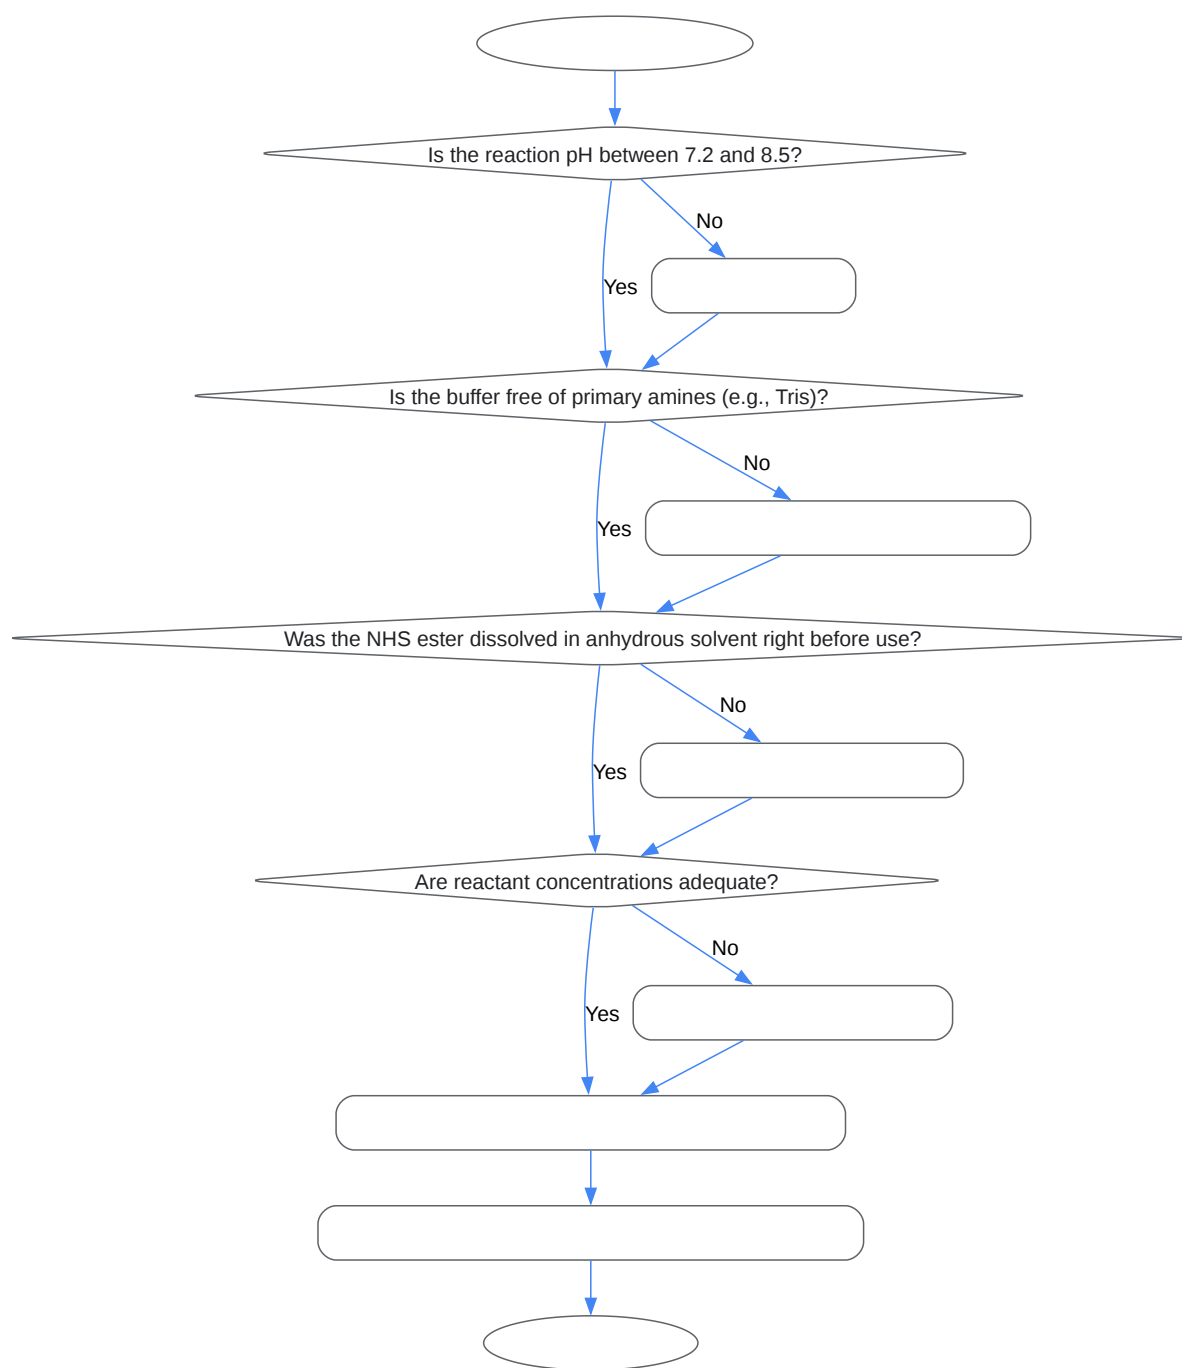 Is the reaction pH between 7.2 and 8.5?
No
Yes
Is the buffer free of primary amines (e.g., Tris)?
No
Yes
Was the NHS ester dissolved in anhydrous solvent right before use?
No
Yes
Are reactant concentrations adequate?
No
Yes